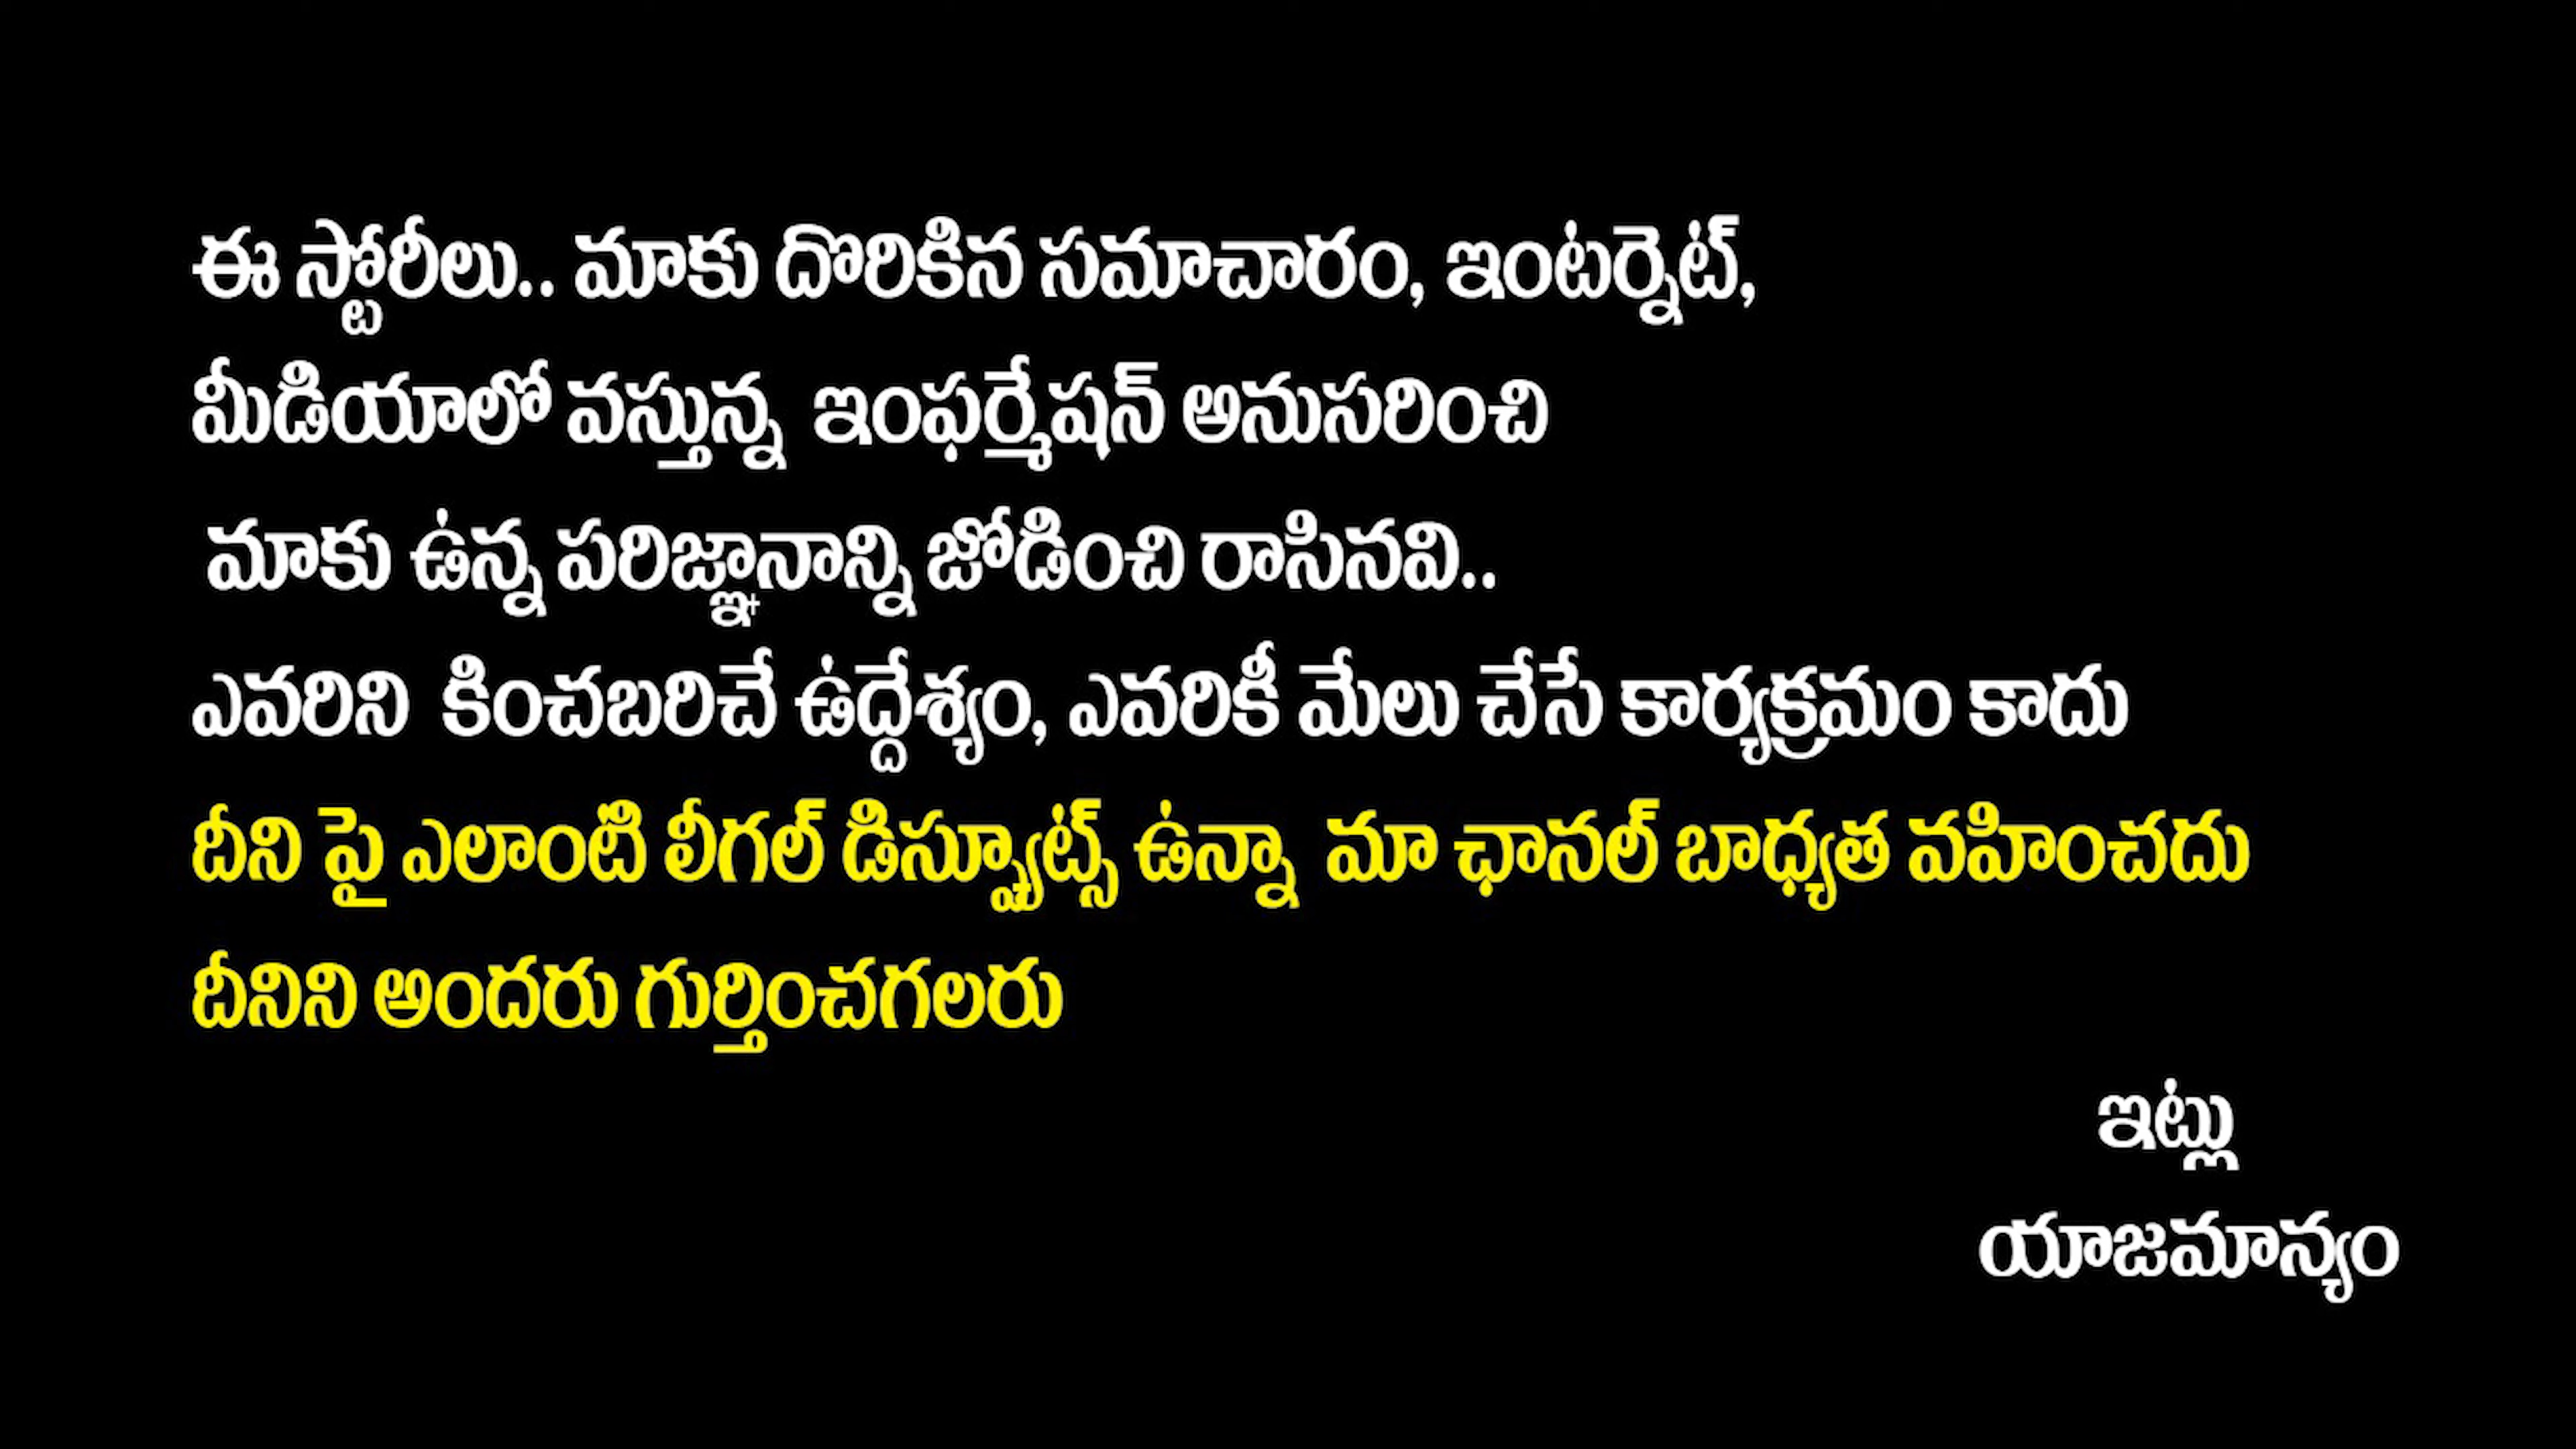 ఈ స్టోరీలు.. మాకు దొరికిన సమాచారం, ఇంటర్నెట్,
మీడియాలో వస్తున్న ఇంఫర్మేషన్ అనుసరించి
మాకు ఉన్న పరిజ్ఞానాన్ని జోడించి రాసినవి..
ఎవరిని కించబరిచే ఉద్దేశ్యం, ఎవరికీ మేలు చేసే కార్యక్రమం కాదు
దీని పై ఎలాంటి లీగల్ డిస్ప్యూట్స్ ఉన్నా మా ఛానల్ బాధ్యత వహించదు
దీనిని అందరు గుర్తించగలరు
ఇట్లు
యాజమాన్యం